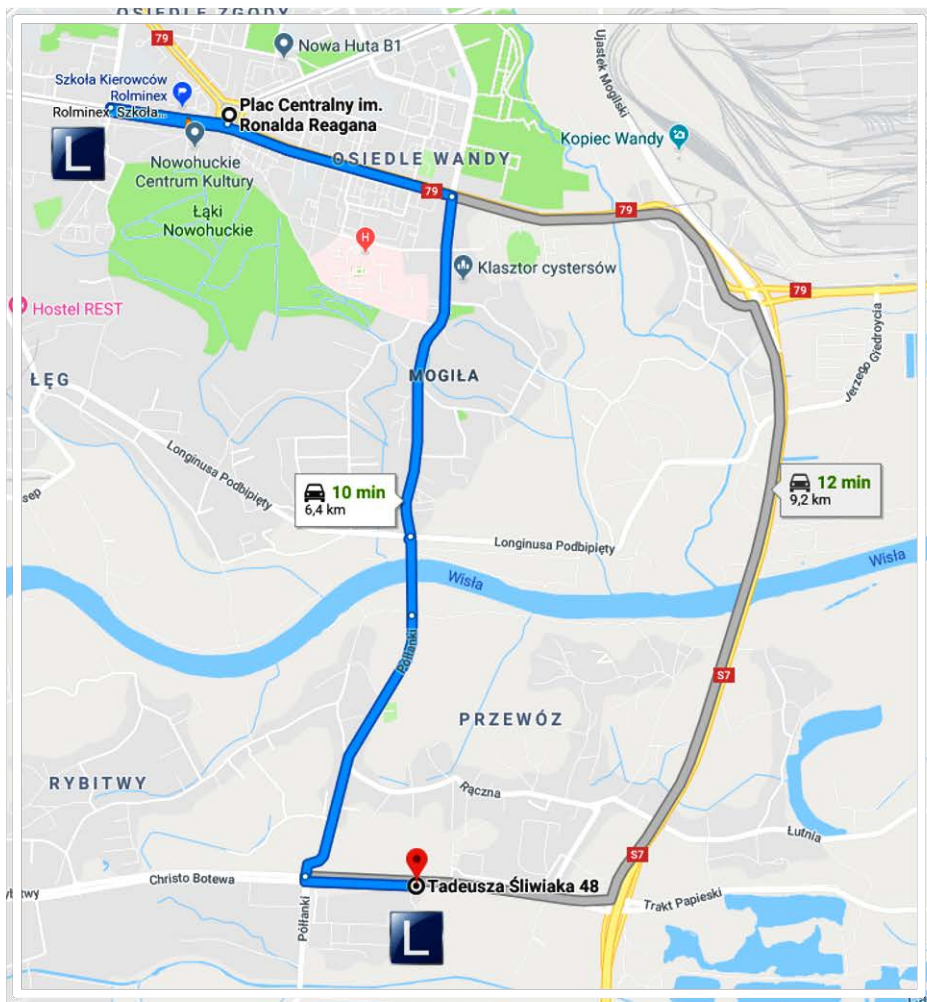 OSIEDLE ZGODY
79
Nowa Huta B1
Ujastek Mogilski
Szkoła Kierowców
Rolminex
Rolminex. Szkoła...
Plac Centralny im.
Ronalda Reagana
L
Nowohuckie
Centrum Kultury
OSIEDLE WANDY
Kopiec Wandy
79
79
Łąki
Nowohuckie
H
Klasztor cystersów
79
Hostel REST
Jerzego Giedroycia
ŁĘG
MOGIŁA
Longinusa Podbipięty
10 min
6,4 km
12 min
9,2 km
sep
Longinusa Podbipięty
Wisła
Wisła
Półłanki
S7
PRZEWÓZ
RYBITWY
Rączna
Łutnia
S7
Christo Botewa
Tadeusza Śliwiaka 48
Trakt Papieski
Półłanki
L